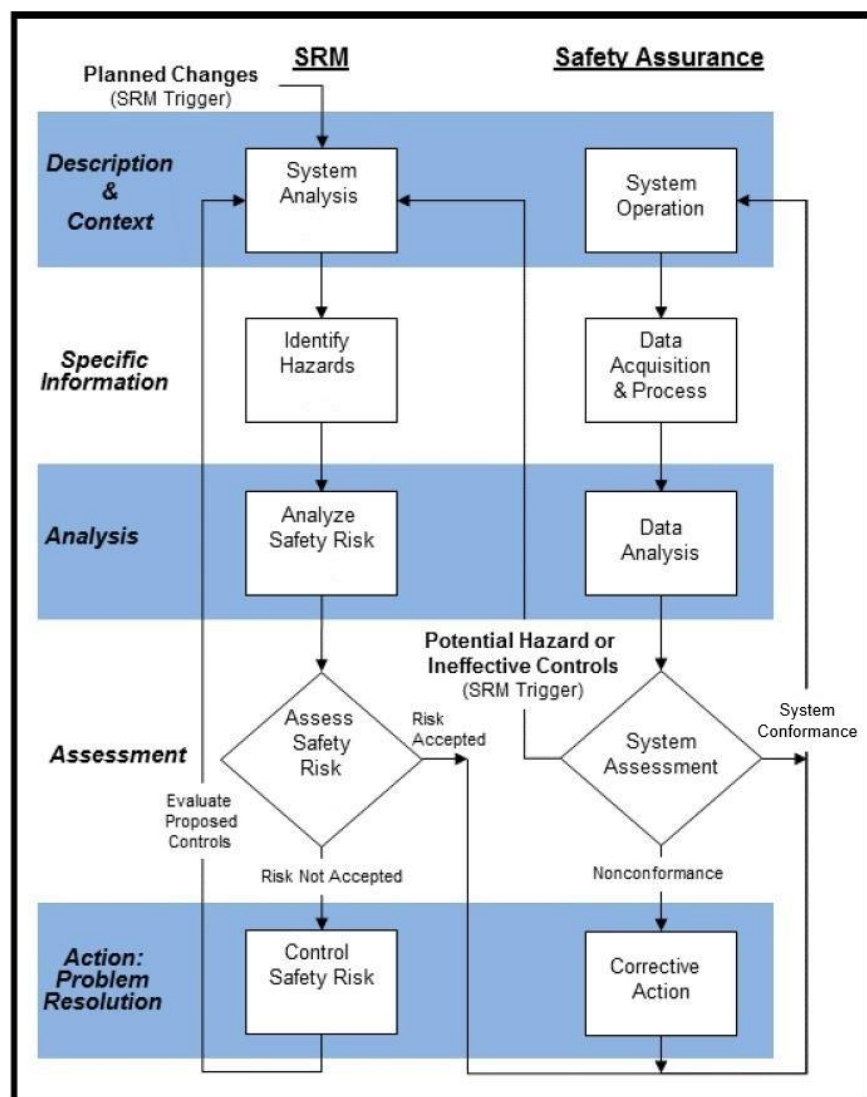 SRM
Safety Assurance
Planned Changes
(SRM Trigger)
Description
&
Context
System
Analysis
System
Operation
Specific
Information
Identify
Hazards
Data
Acquisition
& Process
Analysis
Analyze
Safety Risk
Data
Analysis
Potential Hazard or
Ineffective Controls
(SRM Trigger)
Assessment
Assess
Safety
Risk
Risk
Accepted
System
Assessment
System
Conformance
Evaluate
Proposed
Controls
Risk Not Accepted
Nonconformance
Action:
Problem
Resolution
Control
Safety Risk
Corrective
Action